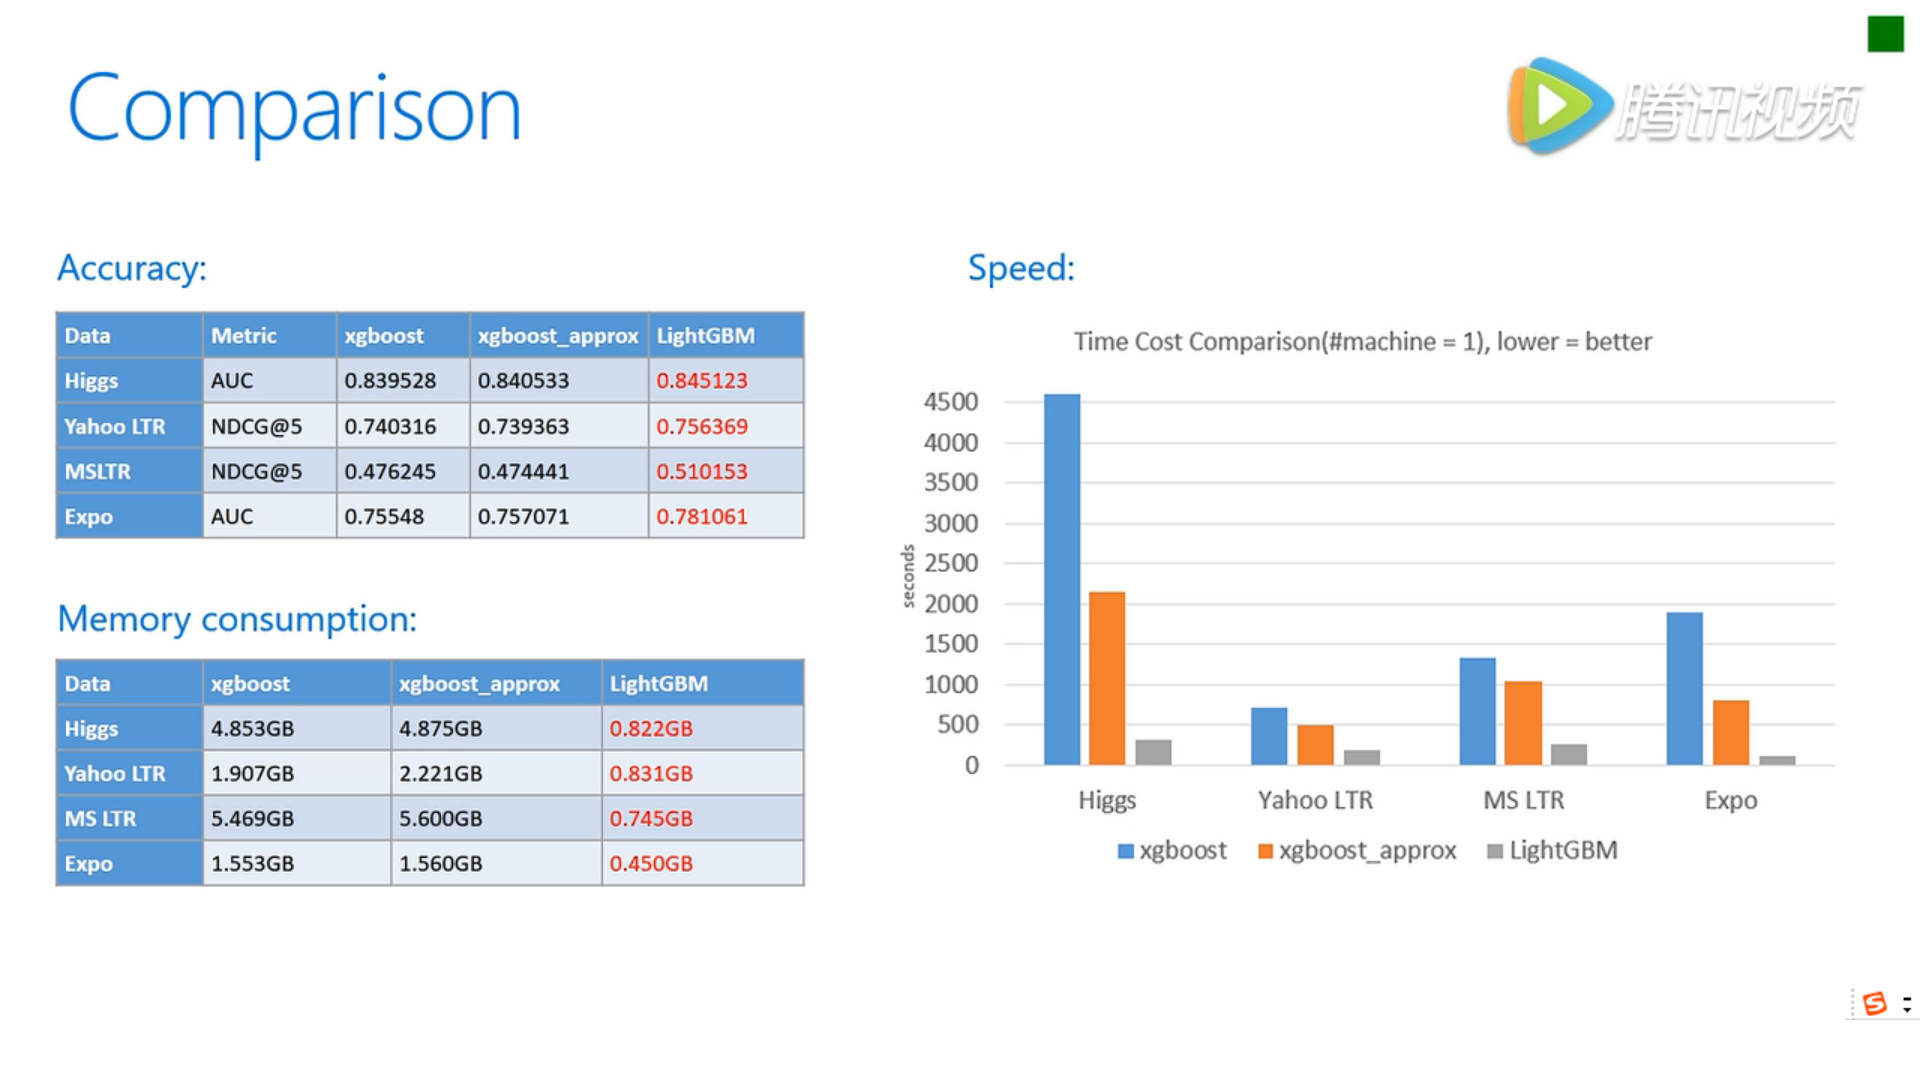 Comparison
腾讯视频
Accuracy:
Data Metric xgboost xgboost_approx LightGBM
Higgs AUC 0.839528 0.840533 0.845123
Yahoo LTR NDCG@5 0.740316 0.739363 0.756369
MSLTR NDCG@5 0.476245 0.474441 0.510153
Expo AUC 0.75548 0.757071 0.781061
Memory consumption:
Data xgboost xgboost_approx LightGBM
Higgs 4.853GB 4.875GB 0.822GB
Yahoo LTR 1.907GB 2.221GB 0.831GB
MS LTR 5.469GB 5.600GB 0.745GB
Expo 1.553GB 1.560GB 0.450GB
Speed:
Time Cost Comparison(#machine = 1), lower = better
seconds
4500
4000
3500
3000
2500
2000
1500
1000
500
0
Higgs Yahoo LTR MS LTR Expo
xgboost xgboost_approx LightGBM
S